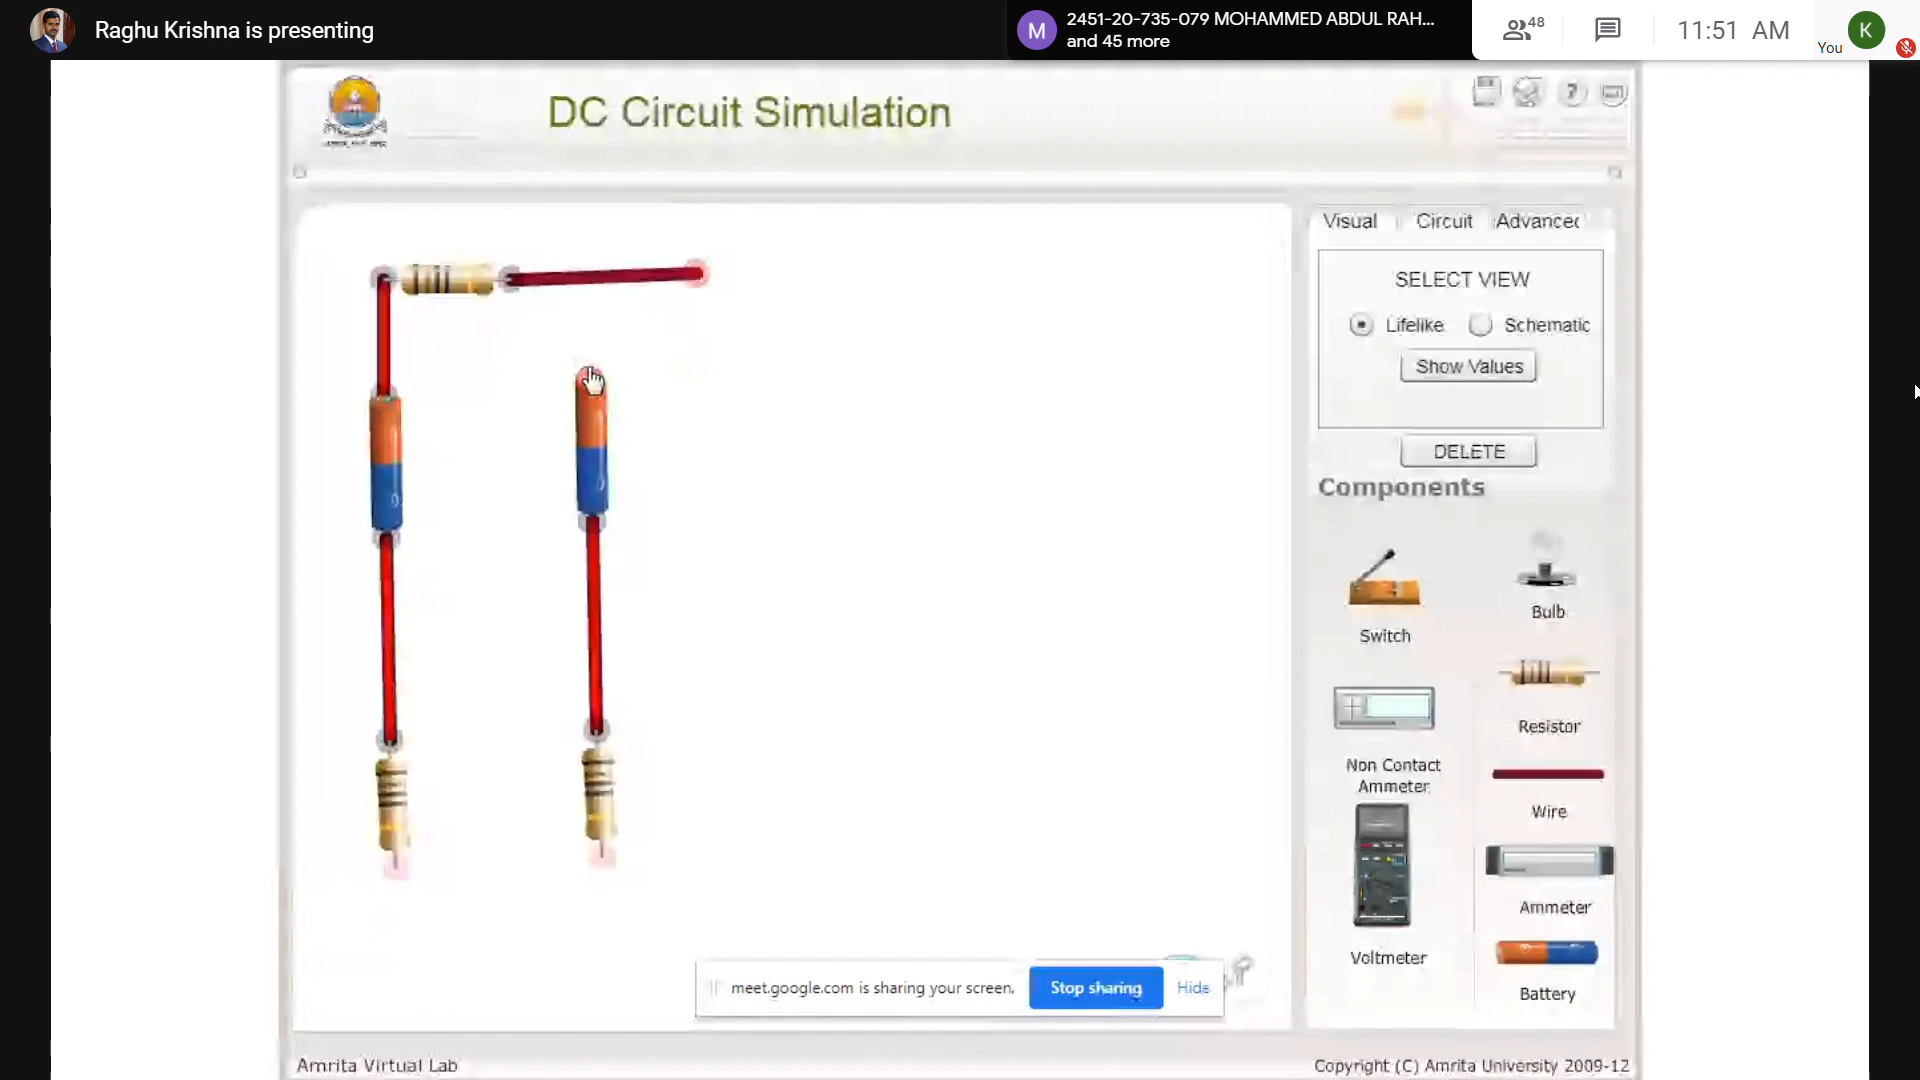 Raghu Krishna is presenting
M
2451-20-735-079 MOHAMMED ABDUL RAH...
and 45 more
48
11:51 AM
You
K
DC Circuit Simulation
?
Visual
Circuit
Advanced
SELECT VIEW
Lifelike
Schematic
Show Values
DELETE
Components
Switch
Bulb
Resistor
Non Contact
Ammeter
Wire
Ammeter
Voltmeter
Battery
meet.google.com is sharing your screen.
Stop sharing
Hide
Amrita Virtual Lab
Copyright (C) Amrita University 2009-12